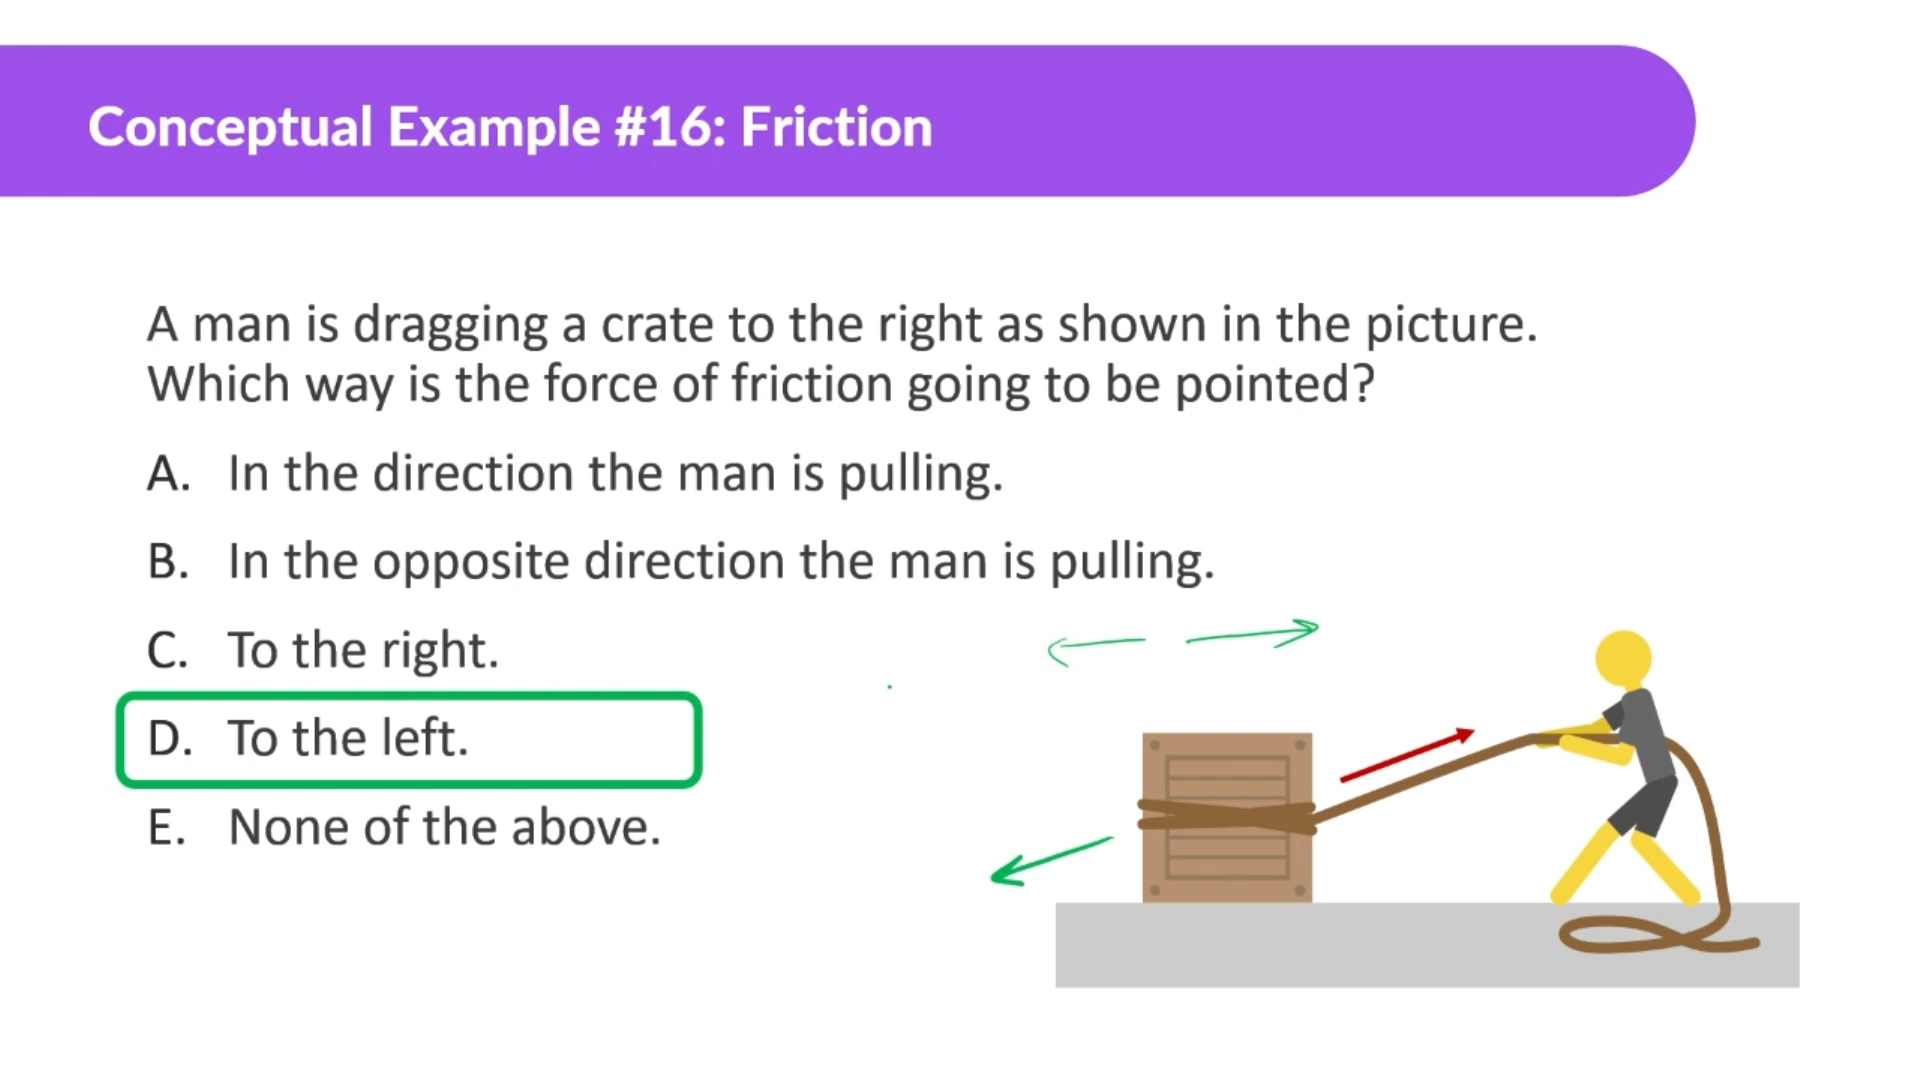 Conceptual Example #16: Friction
A man is dragging a crate to the right as shown in the picture.
Which way is the force of friction going to be pointed?
A. In the direction the man is pulling.
B. In the opposite direction the man is pulling.
C. To the right.
D. To the left.
E. None of the above.